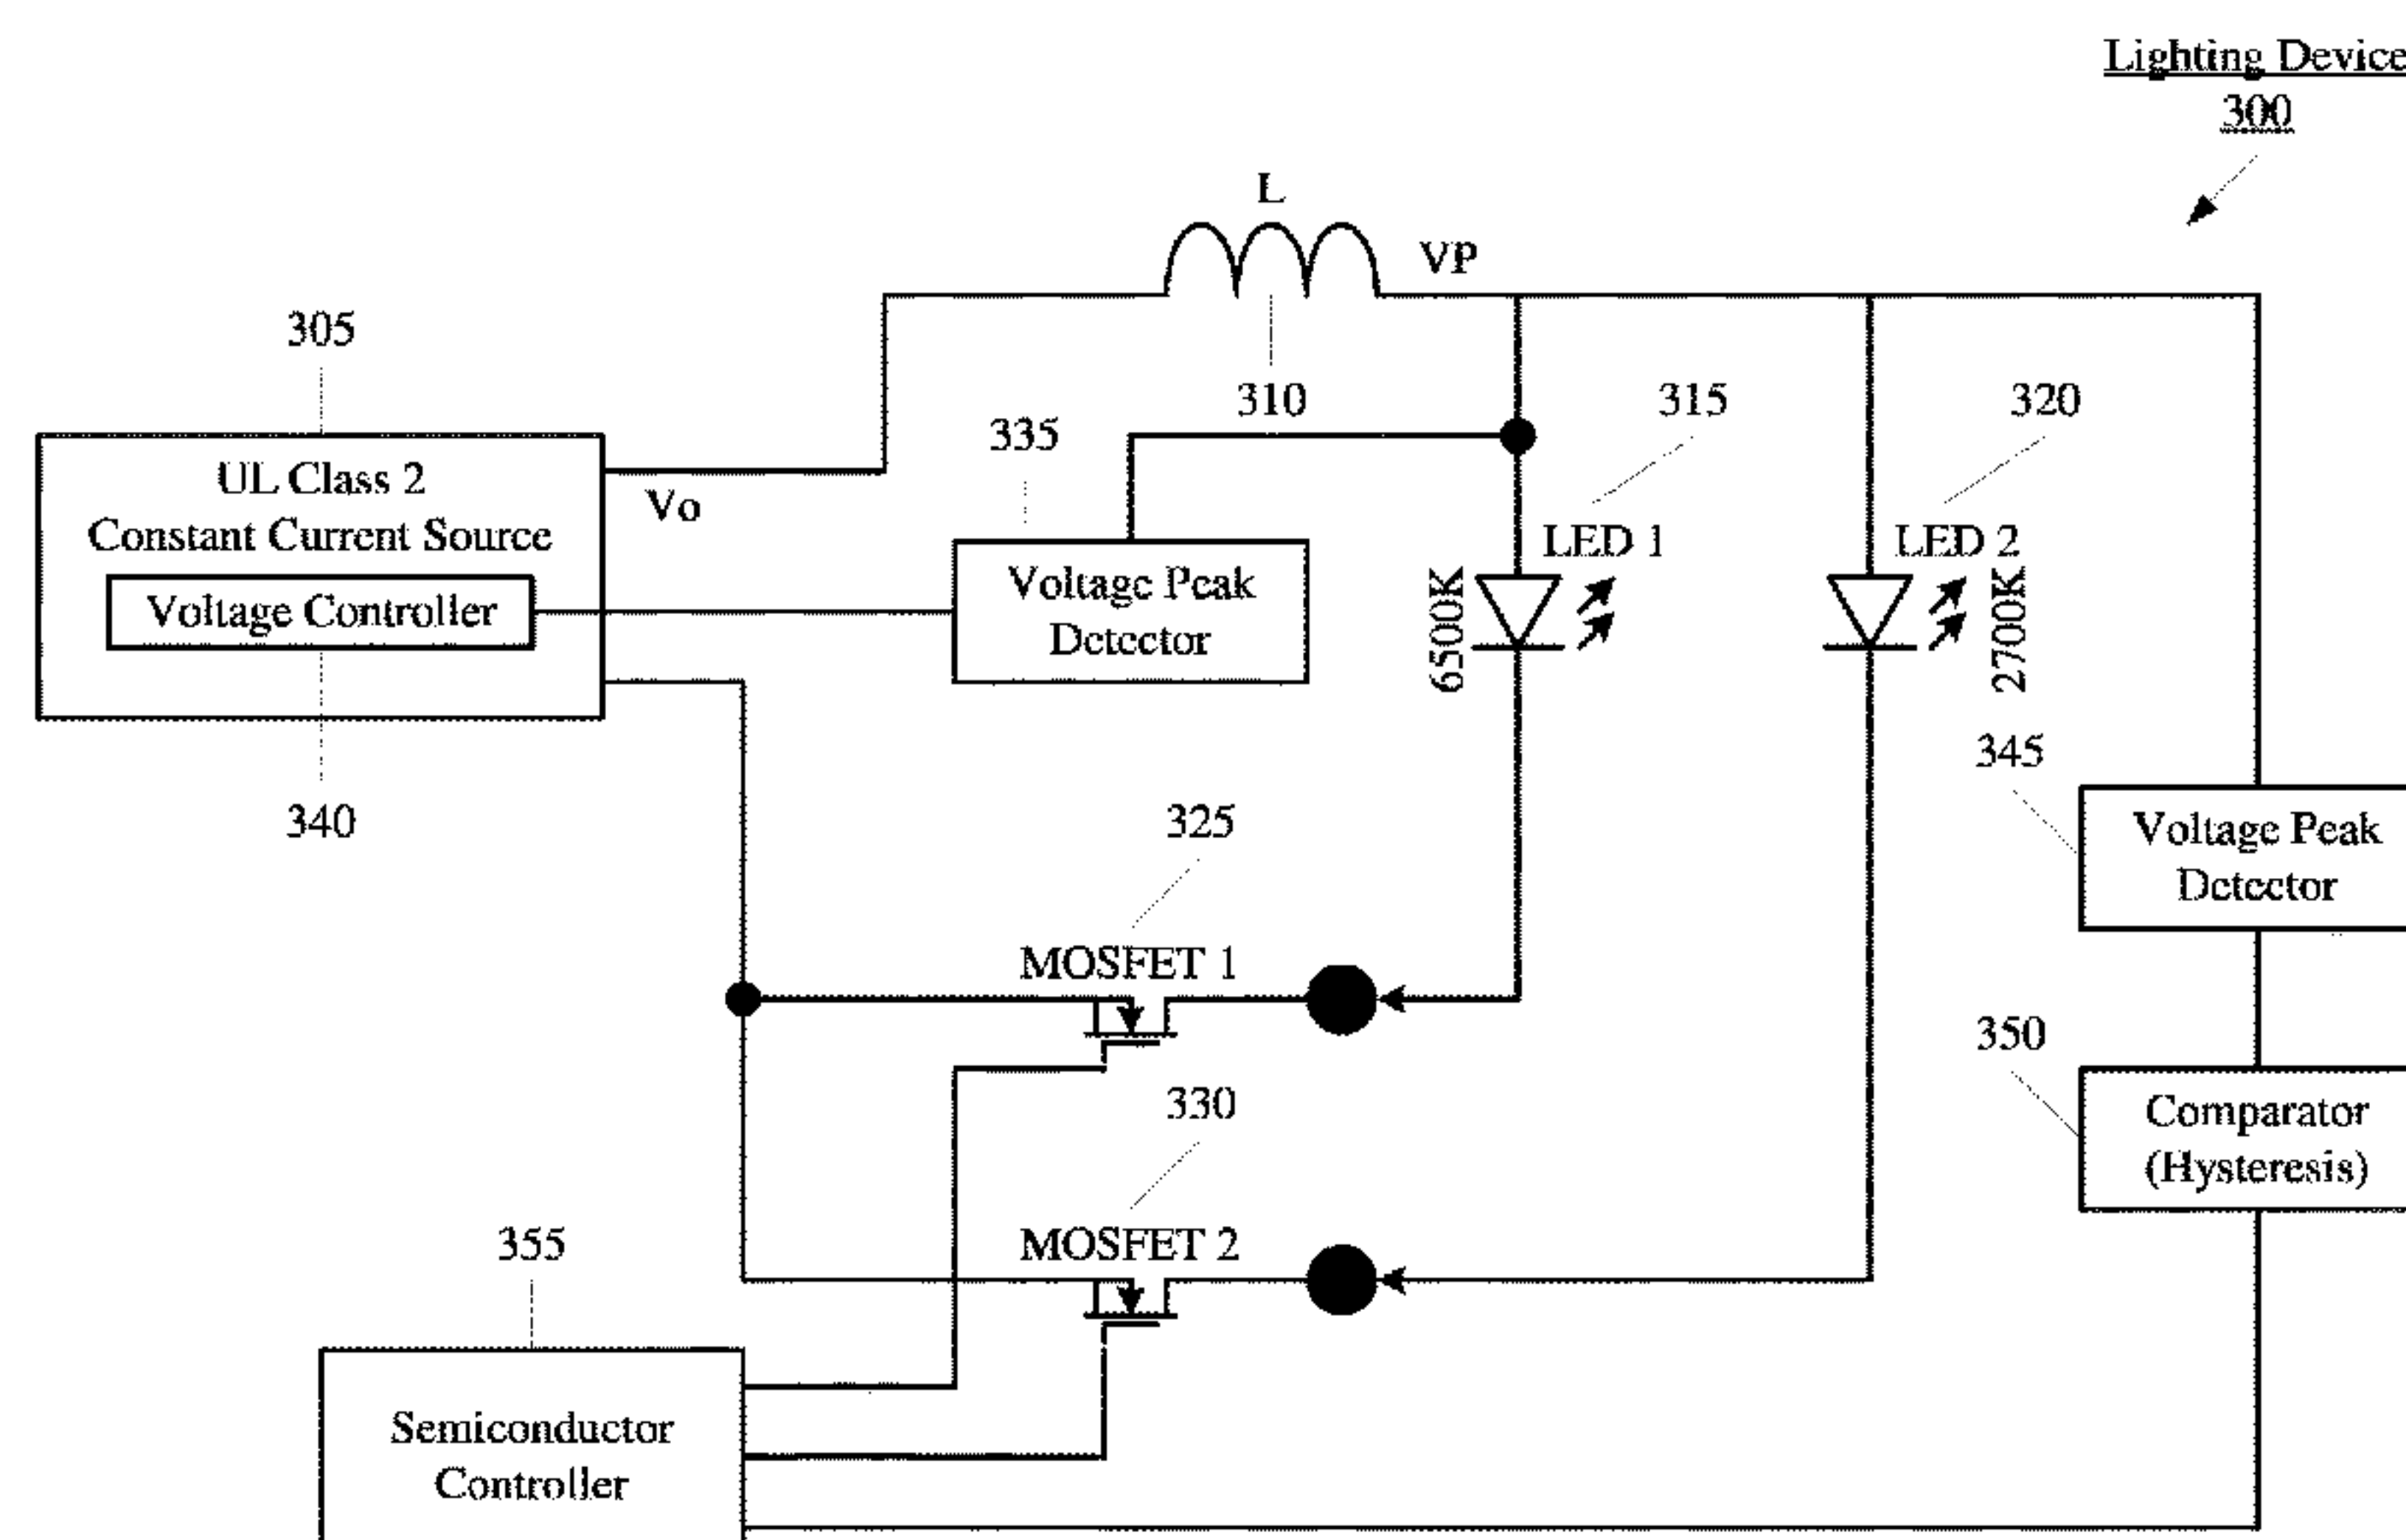 Lighting Device
300
L
VP
305
310
315
320
335
UL Class 2
Constant Current Source
Vo
Voltage Controller
Voltage Peak
Detector
LED 1
6500K
LED 2
2700K
345
340
325
Voltage Peak
Detector
MOSFET 1
350
330
Comparator
(Hysteresis)
355
MOSFET 2
Semiconductor
Controller